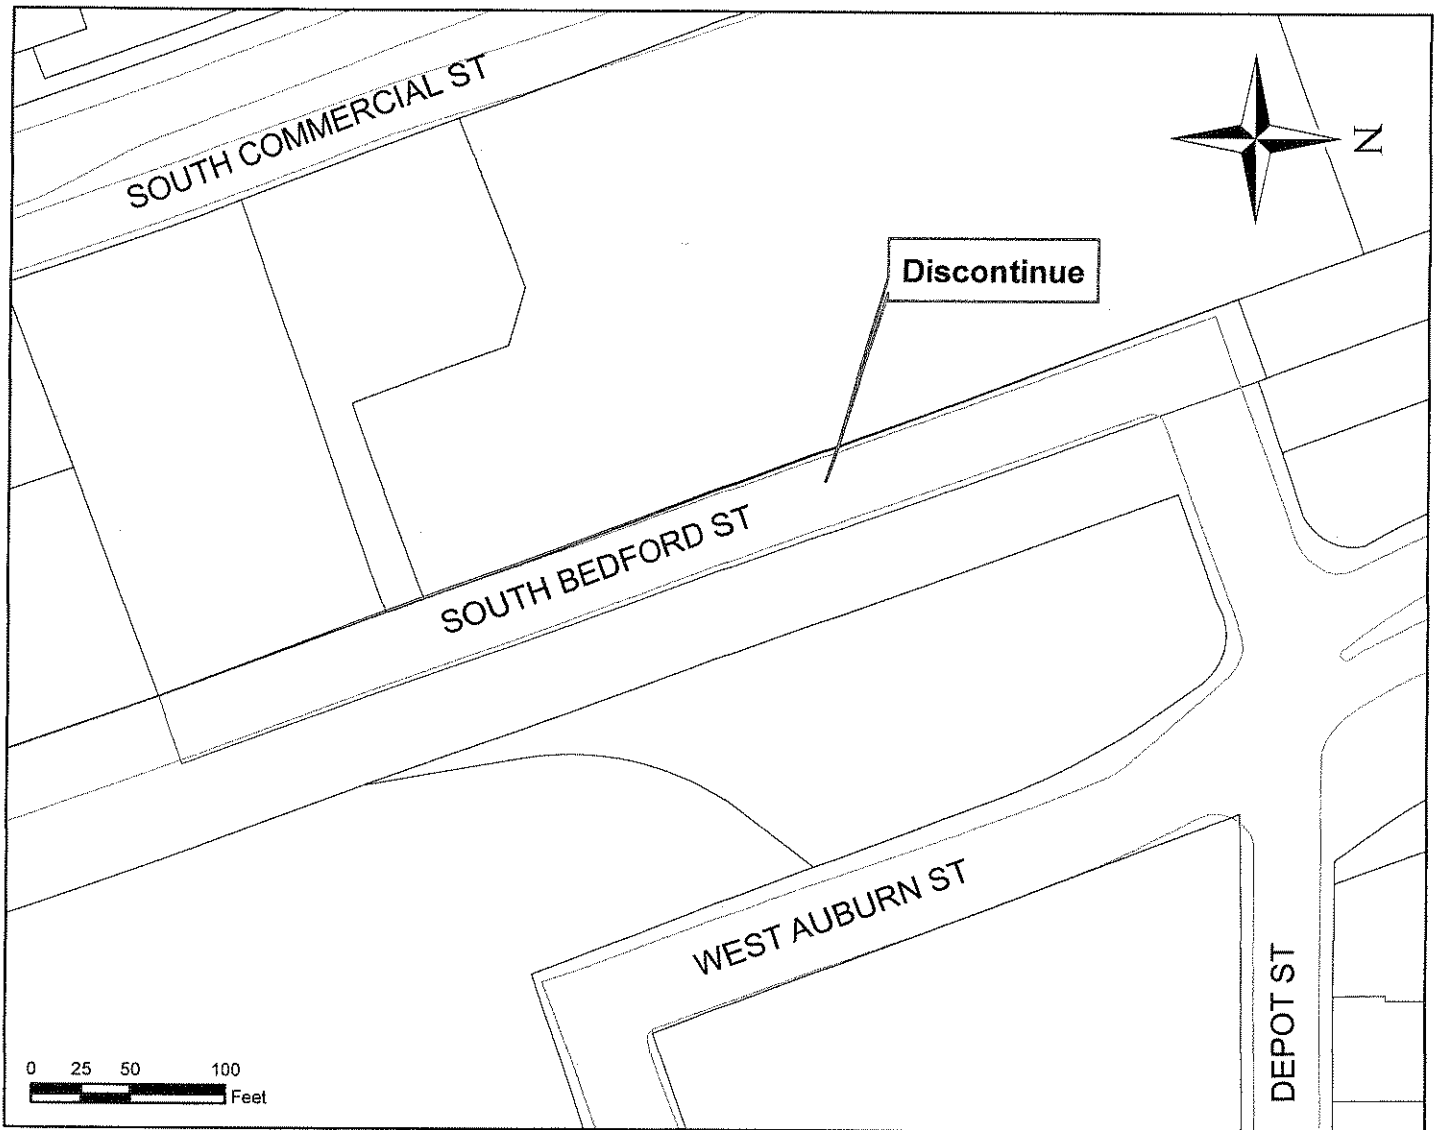 SOUTH COMMERCIAL ST
N
Discontinue
SOUTH BEDFORD ST
WEST AUBURN ST
DEPOT ST
0 25 50 100
Feet